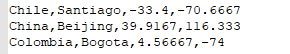 Chile,Santiago,-33.4,-70.6667
China,Beijing,39.9167,116.333
Colombia,Bogota,4.56667,-74